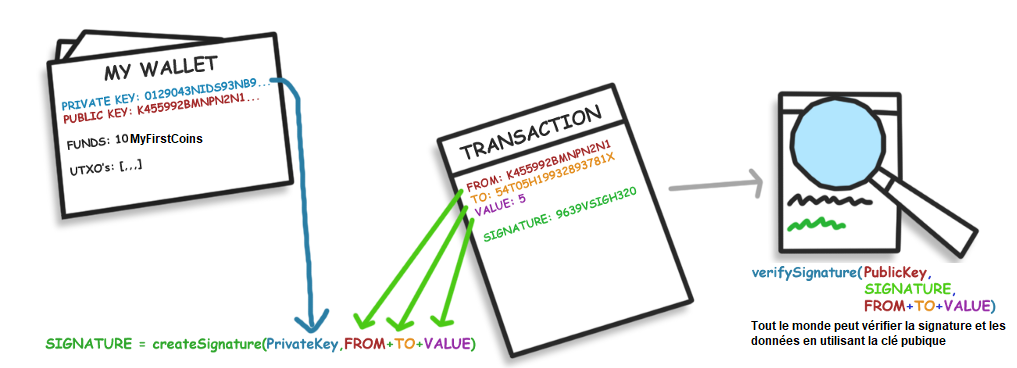 MY WALLET
PRIVATE KEY: 0129043NIDS93NB9...
PUBLIC KEY: K455992BMNPN2N1...
FUNDS: 10 MyFirstCoins
UTXO's: [,,,]
TRANSACTION
FROM: K455992BMNPN2N1
TO: 54T05H19932893781X
VALUE: 5
SIGNATURE: 9639VSIGH320
SIGNATURE = createSignature(PrivateKey,FROM+TO+VALUE)
verifySignature(PublicKey,
SIGNATURE,
FROM+TO+VALUE)
Tout le monde peut vérifier la signature et les
données en utilisant la clé pubique